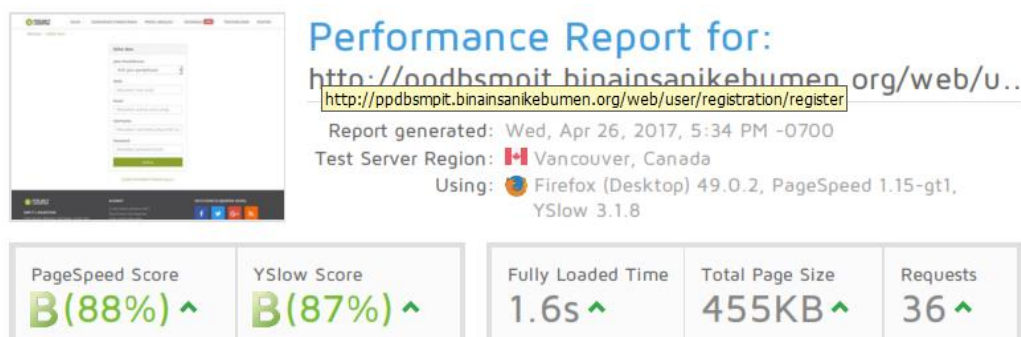 Performance Report for:
http://ppdbsmpit.binainsanikebumen.org/web/u...
http://ppdbsmpit.binainsanikebumen.org/web/user/registration/register
Report generated: Wed, Apr 26, 2017, 5:34 PM -0700
Test Server Region: Vancouver, Canada
Using: Firefox (Desktop) 49.0.2, PageSpeed 1.15-gt1,
YSlow 3.1.8
PageSpeed Score
B(88%)
YSlow Score
B(87%)
Fully Loaded Time
1.6s
Total Page Size
455KB
Requests
36